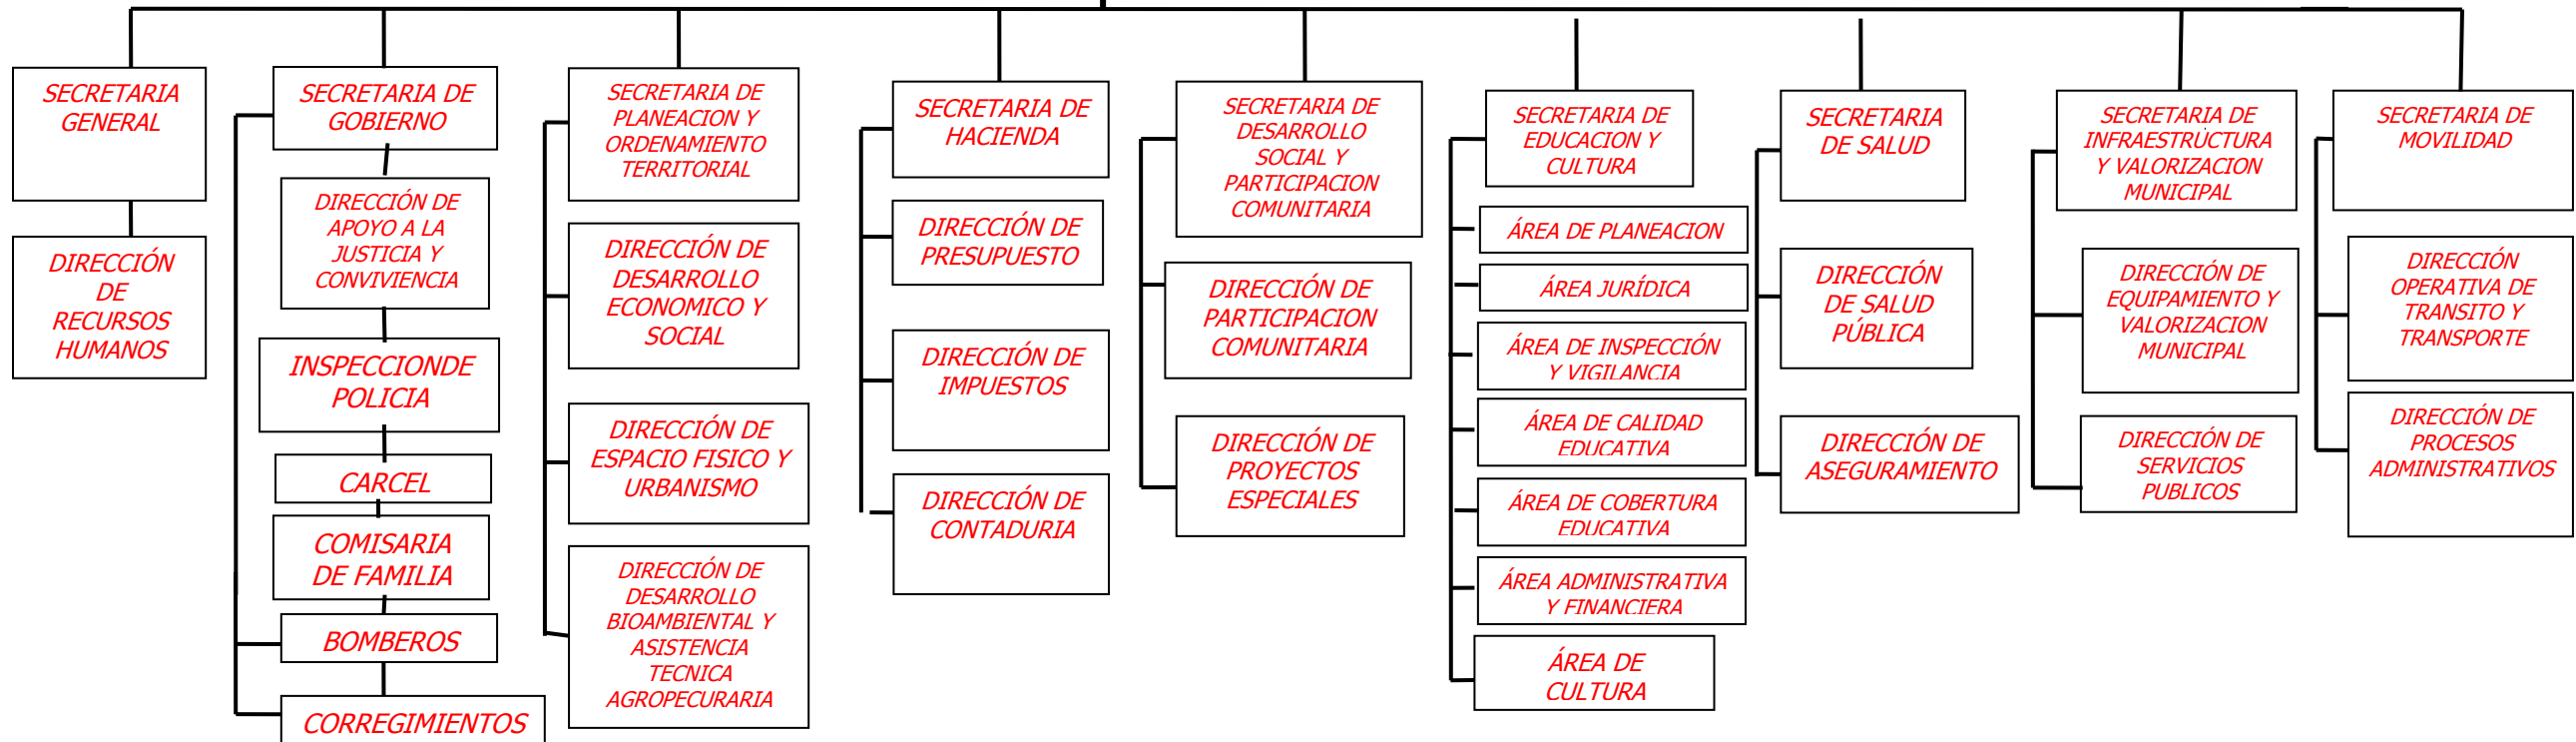 SECRETARIA
GENERAL
DIRECCIÓN
DE
RECURSOS
HUMANOS
SECRETARIA DE
GOBIERNO
DIRECCIÓN DE
APOYO A LA
JUSTICIA Y
CONVIVIENCIA
INSPECCIONDE
POLICIA
CARCEL
COMISARIA
DE FAMILIA
BOMBEROS
CORREGIMIENTOS
SECRETARIA DE
PLANEACION Y
ORDENAMIENTO
TERRITORIAL
DIRECCIÓN DE
DESARROLLO
ECONOMICO Y
SOCIAL
DIRECCIÓN DE
ESPACIO FISICO Y
URBANISMO
DIRECCIÓN DE
DESARROLLO
BIOAMBIENTAL Y
ASISTENCIA
TECNICA
AGROPECURARIA
SECRETARIA DE
HACIENDA
DIRECCIÓN DE
PRESUPUESTO
DIRECCIÓN DE
IMPUESTOS
DIRECCIÓN DE
CONTADURIA
SECRETARIA DE
DESARROLLO
SOCIAL Y
PARTICIPACION
COMUNITARIA
DIRECCIÓN DE
PARTICIPACION
COMUNITARIA
DIRECCIÓN DE
PROYECTOS
ESPECIALES
SECRETARIA DE
EDUCACION Y
CULTURA
ÁREA DE PLANEACION
ÁREA JURÍDICA
ÁREA DE INSPECCIÓN
Y VIGILANCIA
ÁREA DE CALIDAD
EDUCATIVA
ÁREA DE COBERTURA
EDUCATIVA
ÁREA ADMINISTRATIVA
Y FINANCIERA
ÁREA DE
CULTURA
SECRETARIA
DE SALUD
DIRECCIÓN
DE SALUD
PÚBLICA
DIRECCIÓN DE
ASEGURAMIENTO
SECRETARIA DE
INFRAESTRUCTURA
Y VALORIZACION
MUNICIPAL
DIRECCIÓN DE
EQUIPAMIENTO Y
VALORIZACION
MUNICIPAL
DIRECCIÓN DE
SERVICIOS
PUBLICOS
SECRETARIA DE
MOVILIDAD
DIRECCIÓN
OPERATIVA DE
TRANSITO Y
TRANSPORTE
DIRECCIÓN DE
PROCESOS
ADMINISTRATIVOS